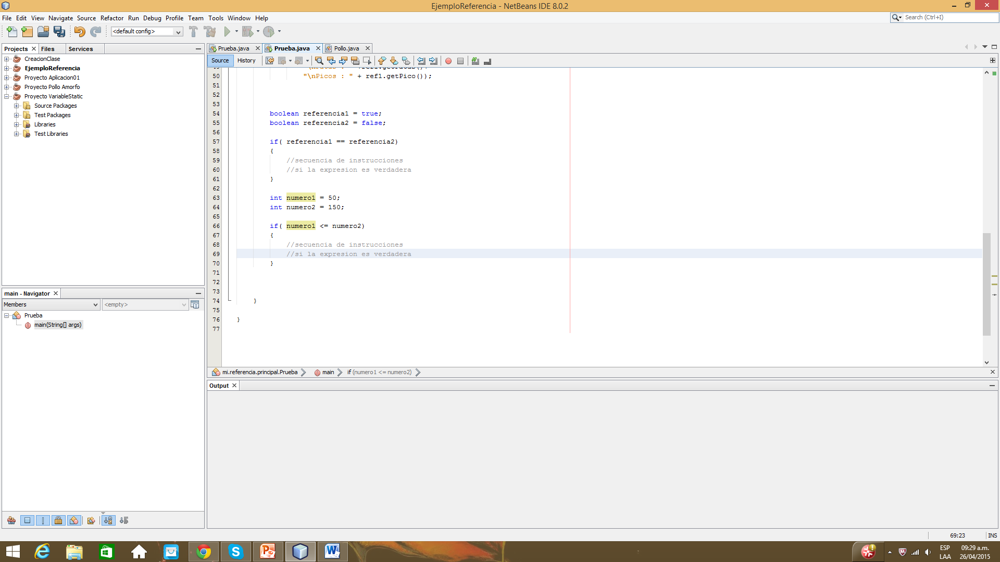 EjemploReferencia - NetBeans IDE 8.0.2
File Edit View Navigate Source Refactor Run Debug Profile Team Tools Window Help
Search (Ctrl+I)
<default config>
Projects Files Services
CreacionClase
EjemploReferencia
Proyecto Aplicacion01
Proyecto Pollo Amorfo
Proyecto VariableStatic
Source Packages
Test Packages
Libraries
Test Libraries
main - Navigator
Members <empty>
Prueba
main(String[] args)
Prueba.java Prueba.java Pollo.java
Source History
50 "\nPicos : " + ref1.getPico());
51
52
53
54 boolean referencia1 = true;
55 boolean referencia2 = false;
56
57 if( referencia1 == referencia2)
58 {
59 //secuencia de instrucciones
60 //si la expresion es verdadera
61 }
62
63 int numero1 = 50;
64 int numero2 = 150;
65
66 if( numero1 <= numero2)
67 {
68 //secuencia de instrucciones
69 //si la expresion es verdadera
70 }
71
72
73
74 }
75
76 }
77
mi.referencia.principal.Prueba main if (numero1 <= numero2)
Output
69:23 INS
ESP 09:29 a.m.
LAA 26/04/2015